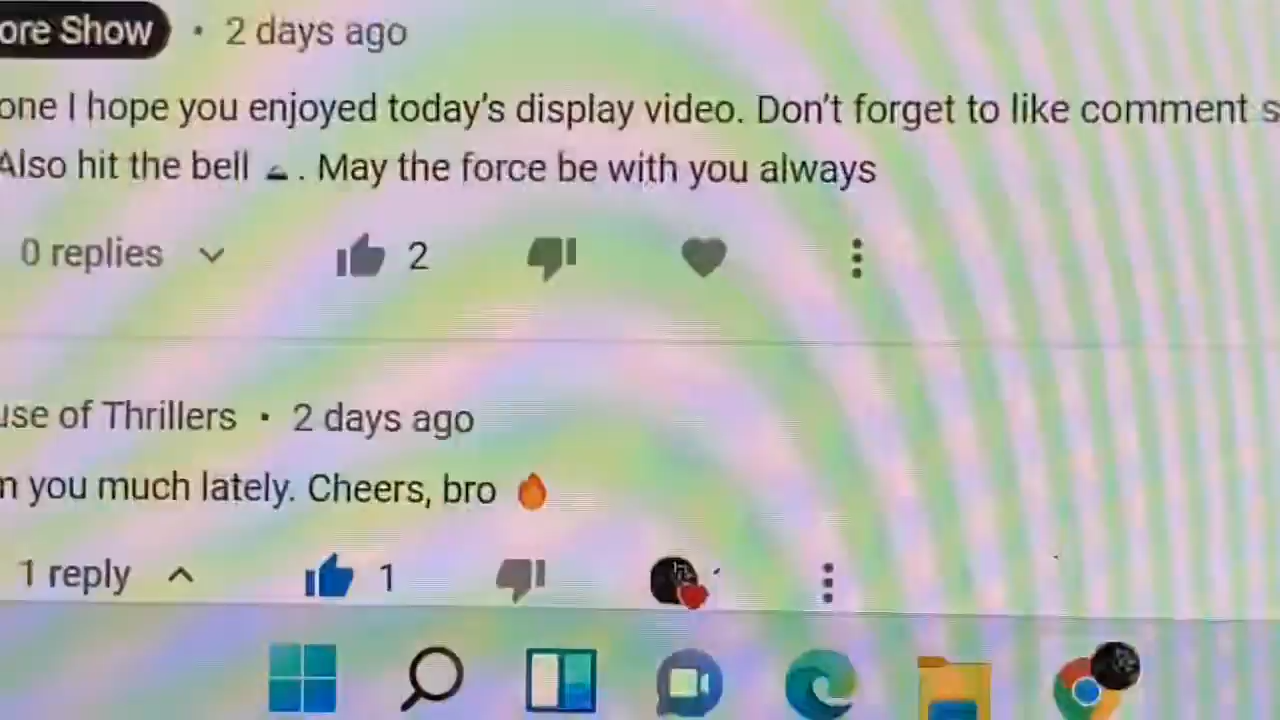 ore Show • 2 days ago
one I hope you enjoyed today's display video. Don't forget to like comment s
Also hit the bell . May the force be with you always
0 replies 2
use of Thrillers • 2 days ago
n you much lately. Cheers, bro 🔥
1 reply 1